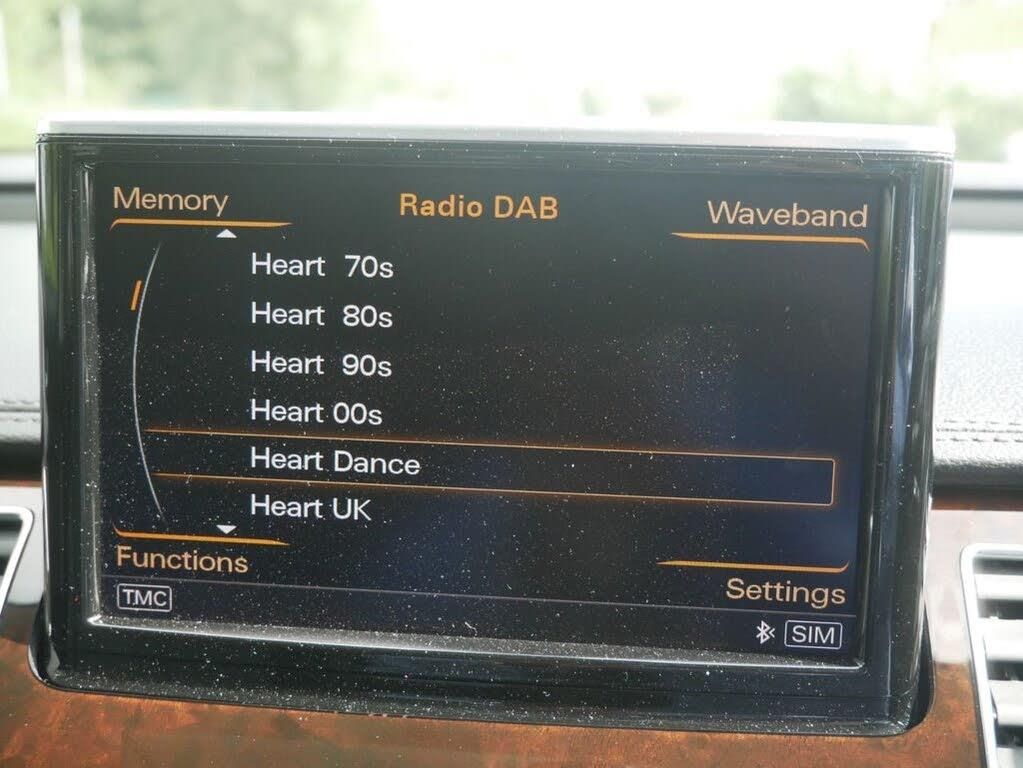 Memory
Radio DAB
Waveband
Heart 70s
Heart 80s
Heart 90s
Heart 00s
Heart Dance
Heart UK
Functions
Settings
TMC
SIM